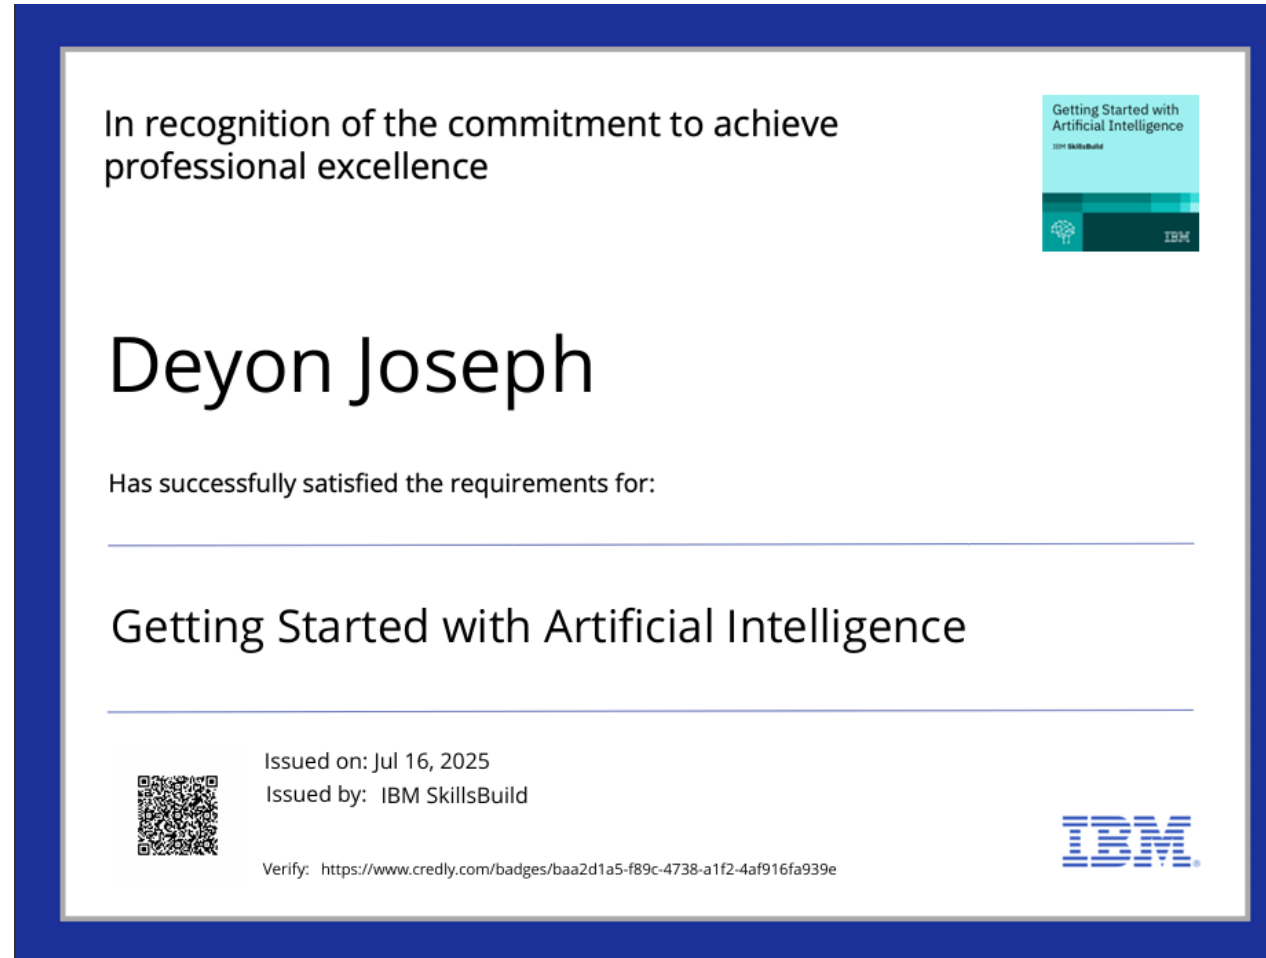 In recognition of the commitment to achieve
professional excellence
Getting Started with
Artificial Intelligence
IBM SkillsBuild
IBM
Deyon Joseph
Has successfully satisfied the requirements for:
Getting Started with Artificial Intelligence
Issued on: Jul 16, 2025
Issued by: IBM SkillsBuild
Verify: https://www.credly.com/badges/baa2d1a5-f89c-4738-a1f2-4af916fa939e
IBM®